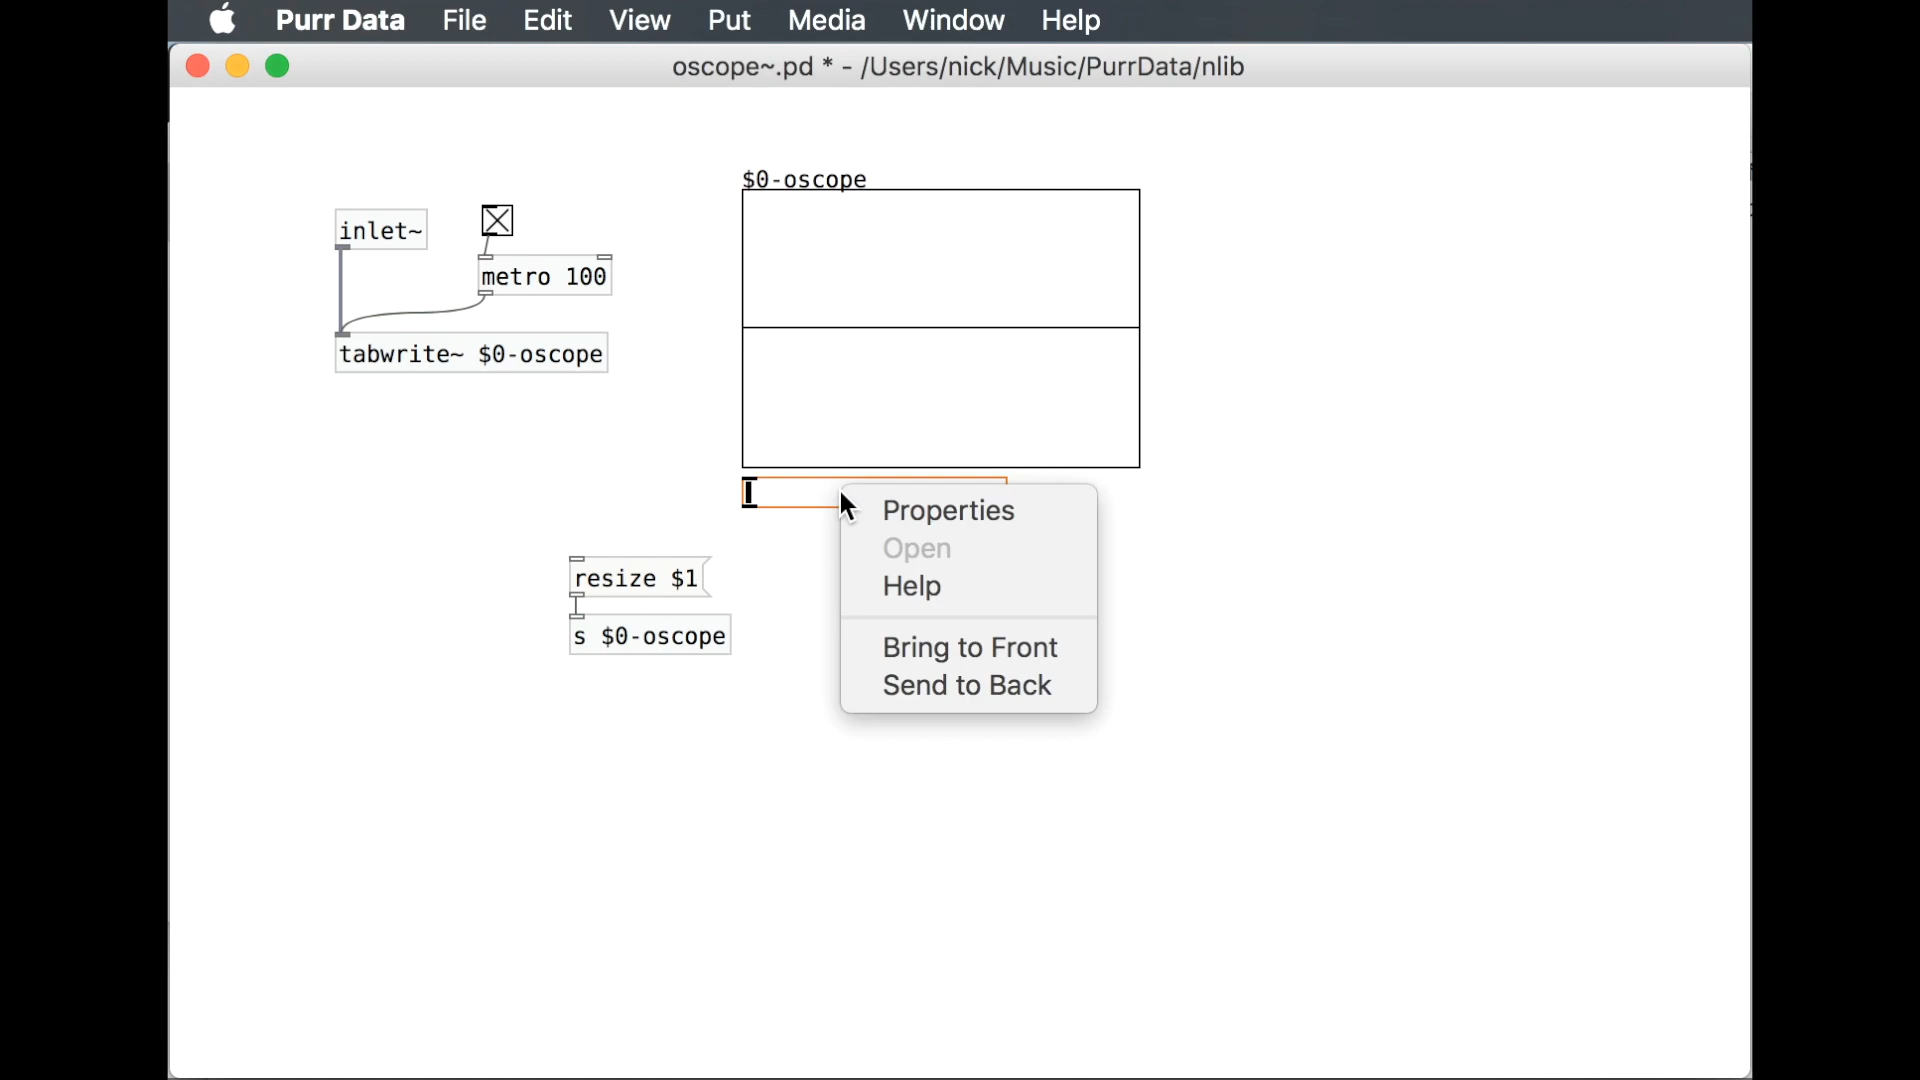 Purr Data File Edit View Put Media Window Help
oscope~.pd * - /Users/nick/Music/PurrData/nlib
$0-oscope
inlet~
metro 100
tabwrite~ $0-oscope
Properties
Open
Help
resize $1
s $0-oscope
Bring to Front
Send to Back